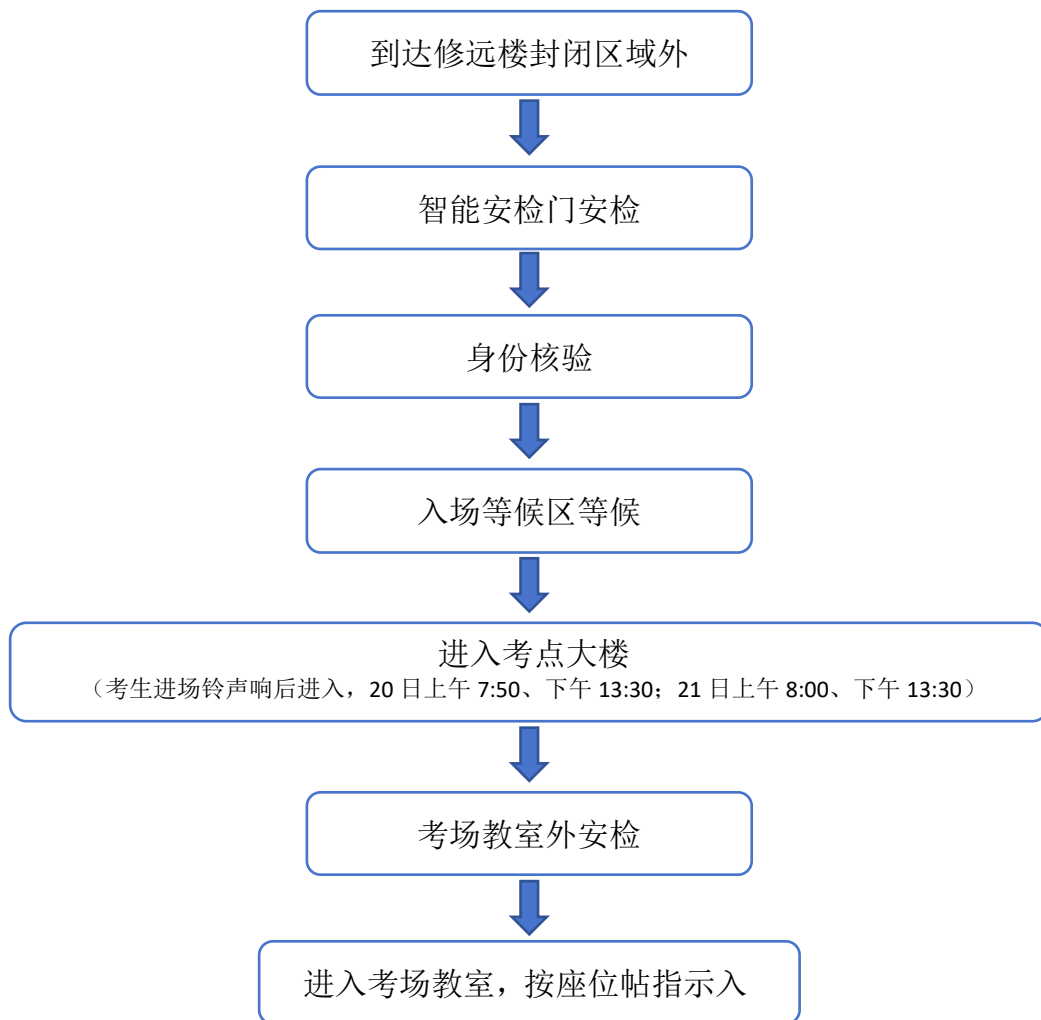 到达修远楼封闭区域外
智能安检门安检
身份核验
入场等候区等候
进入考点大楼
（考生进场铃声响后进入，20 日上午 7:50、下午 13:30；21 日上午 8:00、下午 13:30）
考场教室外安检
进入考场教室，按座位帖指示入